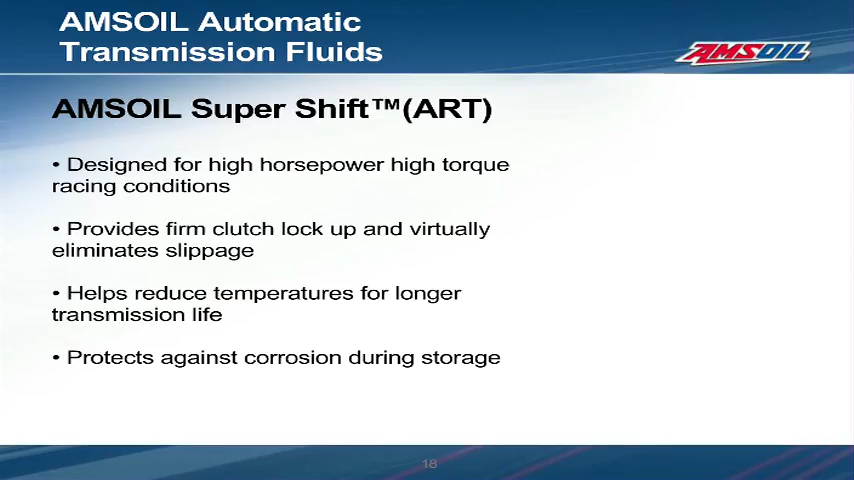 AMSOIL Automatic
Transmission Fluids
AMSOIL
AMSOIL Super Shift™(ART)
• Designed for high horsepower high torque
racing conditions
• Provides firm clutch lock up and virtually
eliminates slippage
• Helps reduce temperatures for longer
transmission life
• Protects against corrosion during storage
18